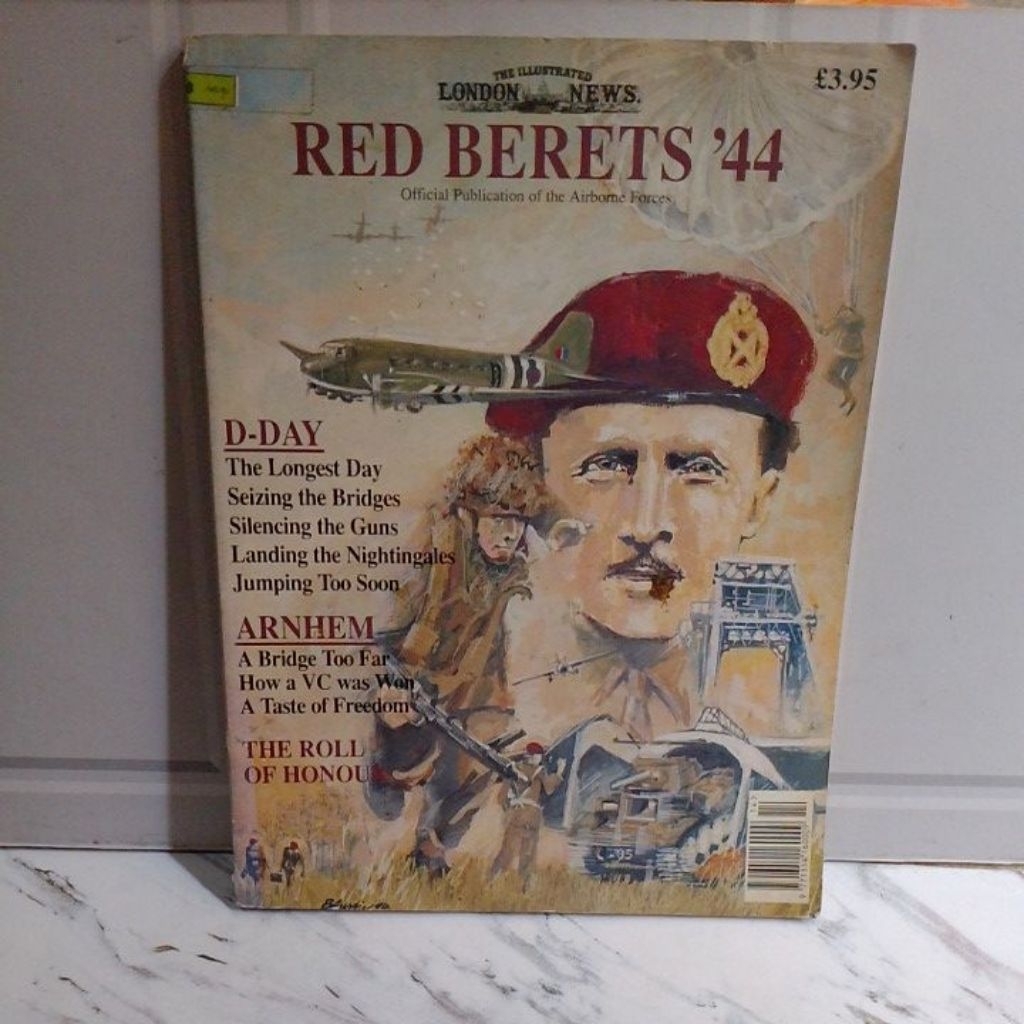 THE ILLUSTRATED
LONDON NEWS.
£3.95
RED BERETS '44
Official Publication of the Airborne Forces
D-DAY
The Longest Day
Seizing the Bridges
Silencing the Guns
Landing the Nightingales
Jumping Too Soon
ARNHEM
A Bridge Too Far
How a VC was Won
A Taste of Freedom
THE ROLL
OF HONOU